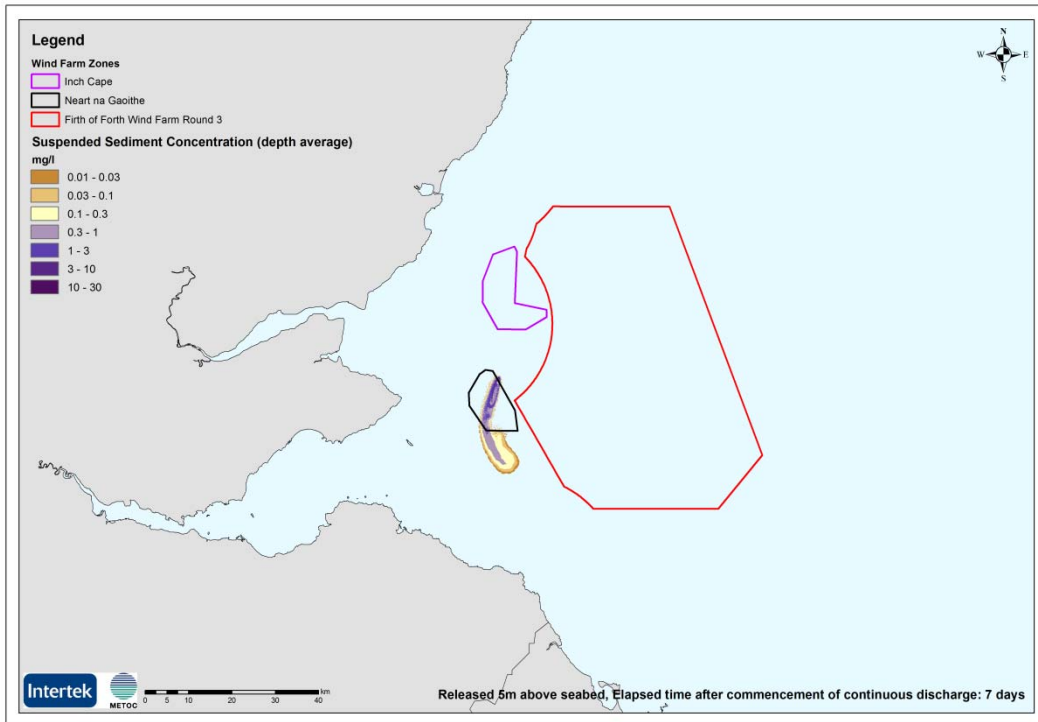 Legend
Wind Farm Zones
Inch Cape
Neart na Gaoithe
Firth of Forth Wind Farm Round 3
Suspended Sediment Concentration (depth average)
mg/l
0.01 - 0.03
0.03 - 0.1
0.1 - 0.3
0.3 - 1
1 - 3
3 - 10
10 - 30
N
W E
S
Intertek
METOC
km
0 5 10 20 30 40
Released 5m above seabed, Elapsed time after commencement of continuous discharge: 7 days